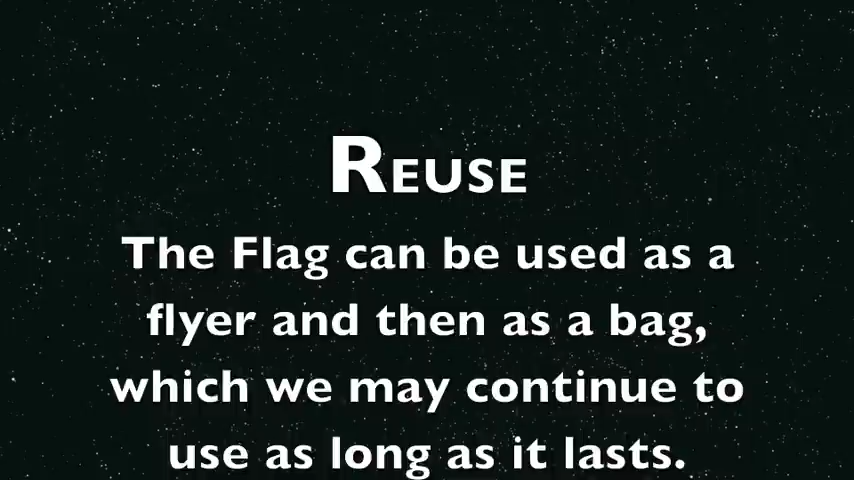 REUSE
The Flag can be used as a
flyer and then as a bag,
which we may continue to
use as long as it lasts.